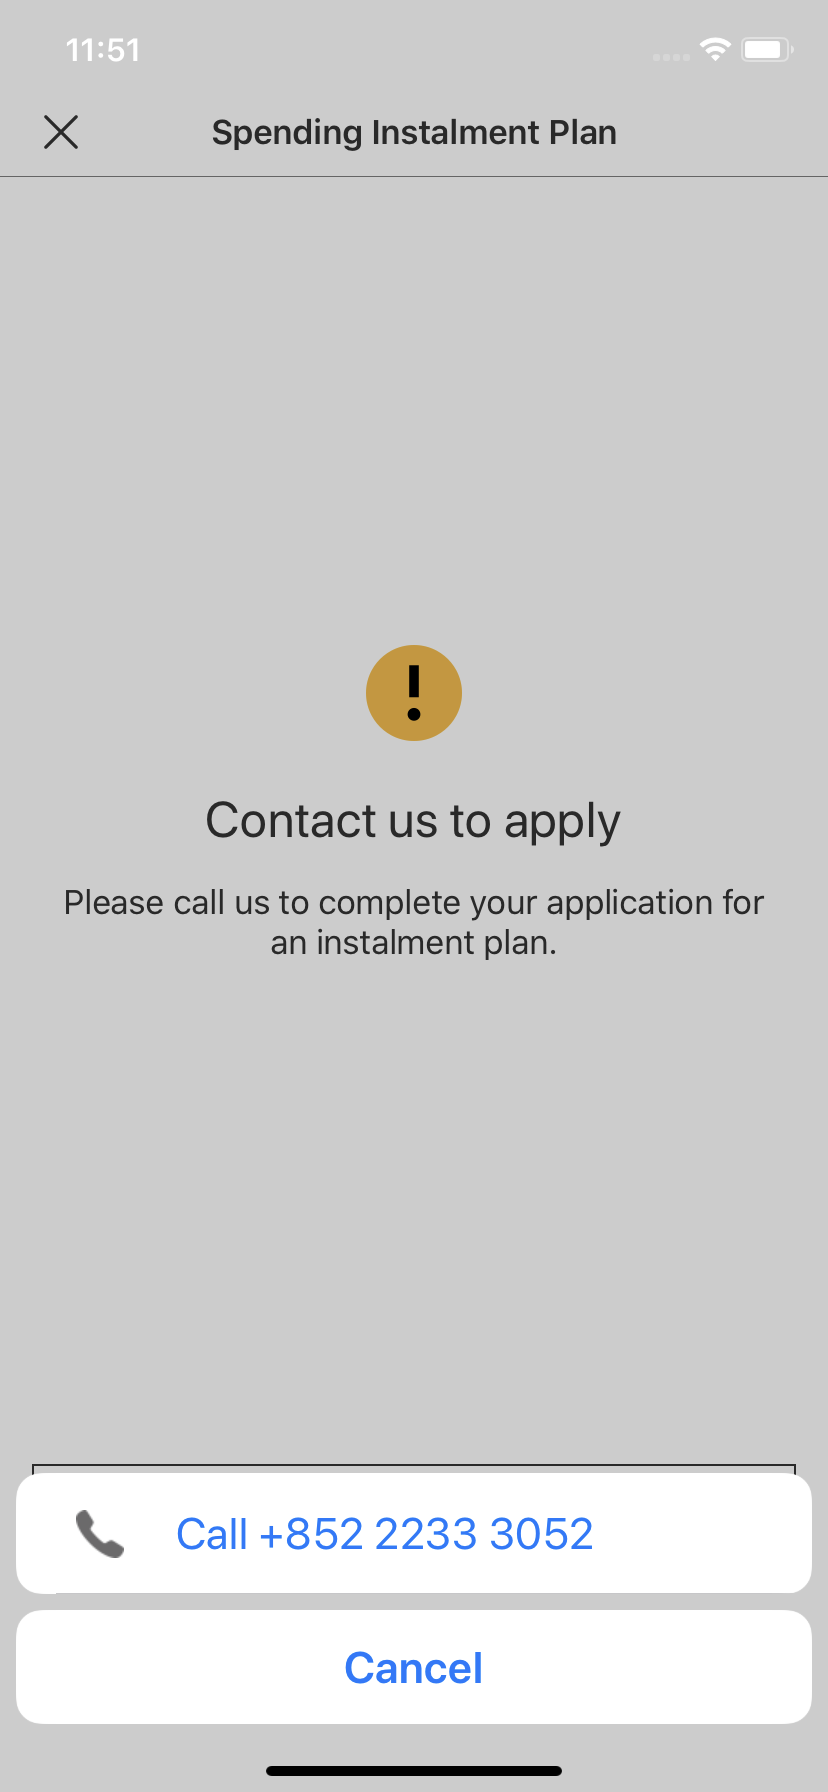 11:51
Spending Instalment Plan
Contact us to apply
Please call us to complete your application for
an instalment plan.
Call +852 2233 3052
Cancel